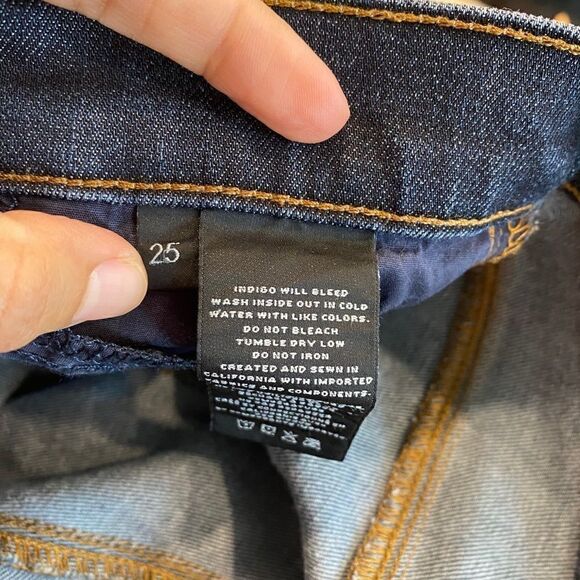 25
INDIGO WILL BLEED
WASH INSIDE OUT IN COLD
WATER WITH LIKE COLORS.
DO NOT BLEACH
TUMBLE DRY LOW
DO NOT IRON
CREATED AND SEWN IN
CALIFORNIA WITH IMPORTED
FABRICS AND COMPONENTS.